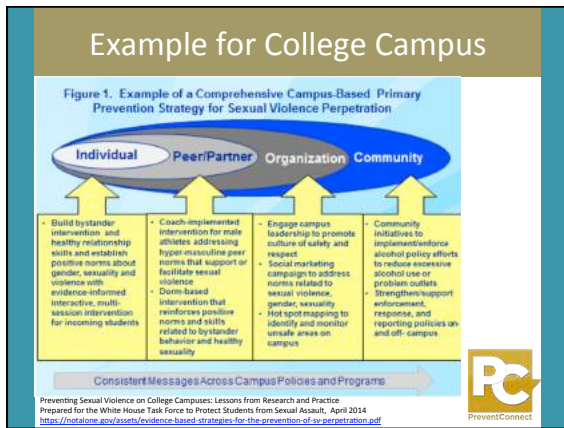 Example for College Campus
Figure 1. Example of a Comprehensive Campus-Based Primary
Prevention Strategy for Sexual Violence Perpetration
Individual
Peer/Partner
Organization
Community
• Build bystander
intervention and
healthy relationship
skills and establish
positive norms about
gender, sexuality and
violence with
evidence-informed
interactive, multi-
session intervention
for incoming students
• Coach-implemented
intervention for male
athletes addressing
hyper-masculine peer
norms that support or
facilitate sexual
violence
• Dorm-based
intervention that
reinforces positive
norms and skills
related to bystander
behavior and healthy
sexuality
• Engage campus
leadership to promote
culture of safety and
respect
• Social marketing
campaign to address
norms related to
sexual violence,
gender, sexuality
• Hot spot mapping to
identify and monitor
unsafe areas on
campus
• Community
initiatives to
implement/enforce
alcohol policy efforts
to reduce excessive
alcohol use or
problem outlets
• Strengthen/support
enforcement,
response, and
reporting policies on-
and off- campus
Consistent Messages Across Campus Policies and Programs
Preventing Sexual Violence on College Campuses: Lessons from Research and Practice
Prepared for the White House Task Force to Protect Students from Sexual Assault, April 2014
https://notalone.gov/assets/evidence-based-strategies-for-the-prevention-of-sv-perpetration.pdf
PC
PreventConnect